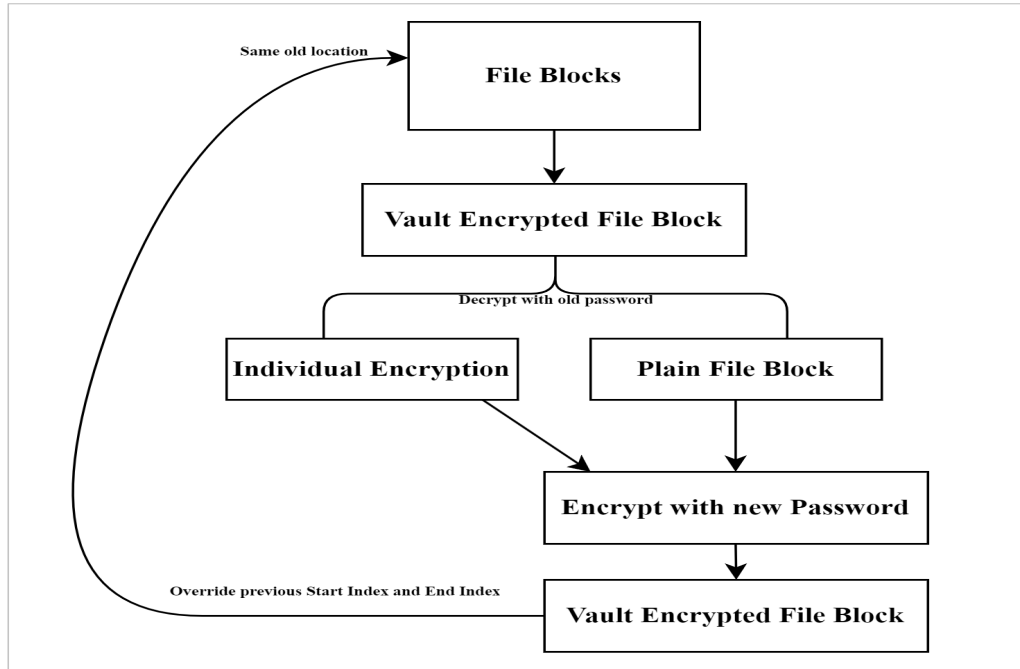 Same old location
File Blocks
Vault Encrypted File Block
Decrypt with old password
Individual Encryption
Plain File Block
Encrypt with new Password
Override previous Start Index and End Index
Vault Encrypted File Block